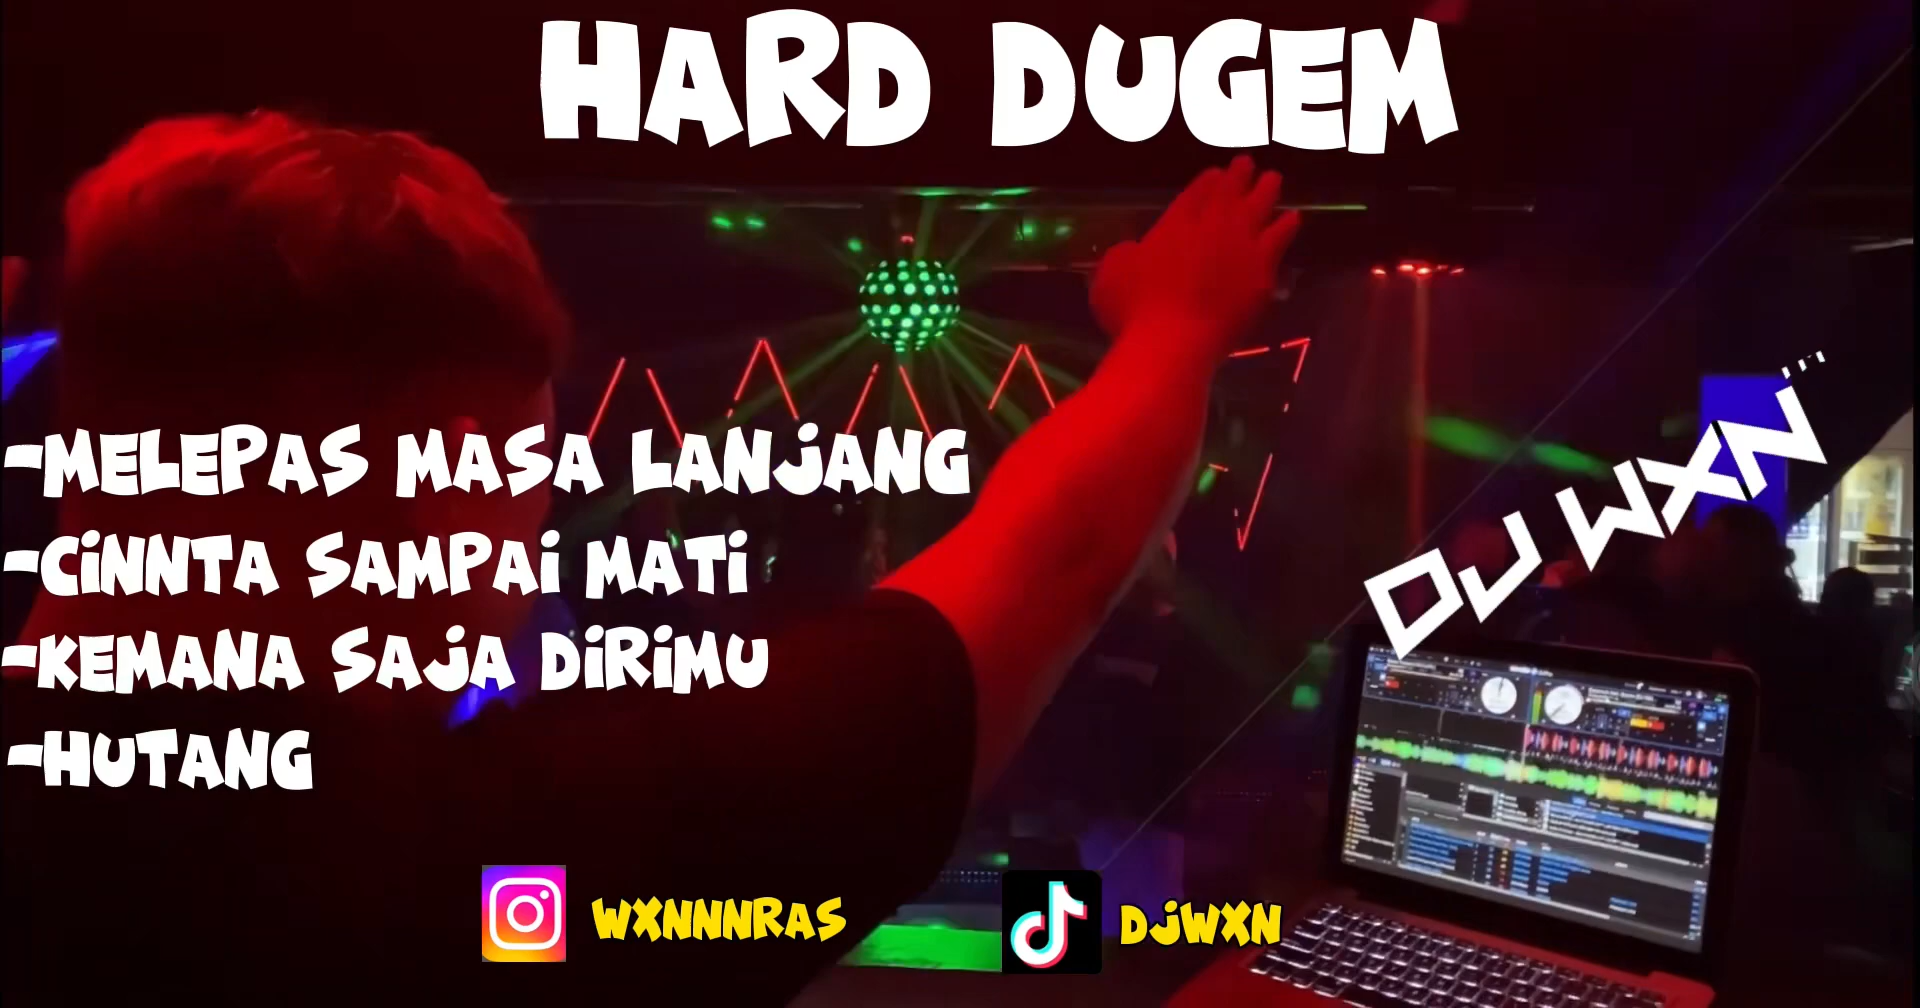 HARD DUGEM
DJ WXN
-MELEPAS MASA LANJANG
-CINNTA SAMPAI MATI
-KEMANA SAJA DIRIMU
-HUTANG
WXNNNRAS
DJWXN